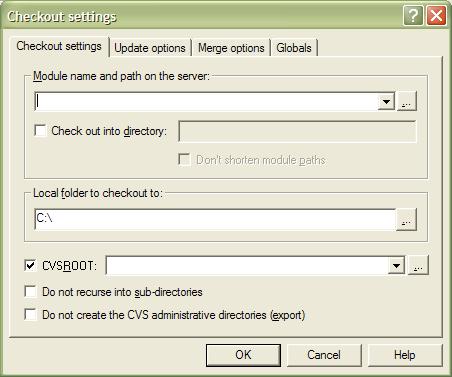 Checkout settings
Checkout settings Update options Merge options Globals
Module name and path on the server:
...
Check out into directory:
Don't shorten module paths
Local folder to checkout to:
C:\ ...
CVSROOT: ...
Do not recurse into sub-directories
Do not create the CVS administrative directories (export)
OK Cancel Help